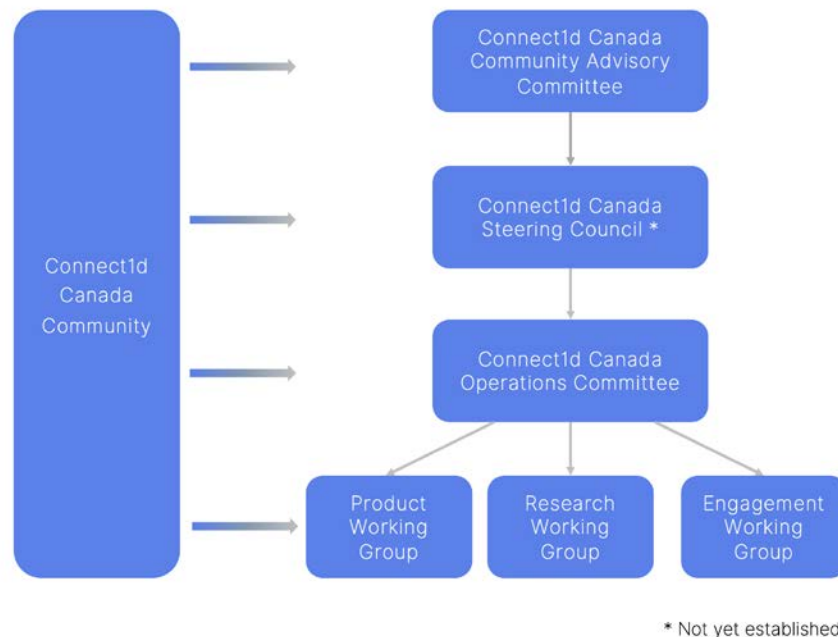 Connect1d
Canada
Community
Connect1d Canada
Community Advisory
Committee
Connect1d Canada
Steering Council *
Connect1d Canada
Operations Committee
Product
Working
Group
Research
Working
Group
Engagement
Working
Group
* Not yet established